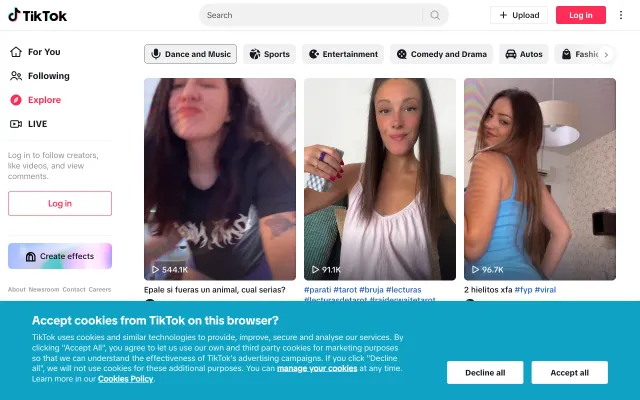 TikTok
Search
Upload
Log in
For You
Following
Explore
LIVE
Log in to follow creators,
like videos, and view
comments.
Log in
Create effects
About Newsroom Contact Careers
Dance and Music
Sports
Entertainment
Comedy and Drama
Autos
Fashio
544.1K
91.1K
96.7K
Epale si fueras un animal, cual serias?
#parati #tarot #bruja #lecturas
#lecturasdetarot #raiderwaitetarot
2 hielitos xfa #fyp #viral
Accept cookies from TikTok on this browser?
TikTok uses cookies and similar technologies to provide, improve, secure and analyse our services. By
clicking "Accept All", you agree to let us use our own and third party cookies for marketing purposes
so that we can understand the effectiveness of TikTok's advertising campaigns. If you click "Decline
all", we will not use cookies for these additional purposes. You can manage your cookies at any time.
Learn more in our Cookies Policy.
Decline all
Accept all